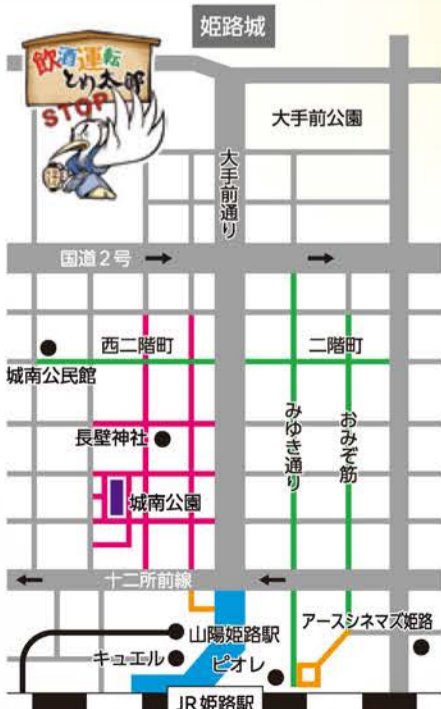 姫路城
飲酒運転
とめ太郎
STOP
大手前公園
大手前通り
国道2号
西二階町
二階町
城南公民館
みゆき通り
おみぞ筋
長壁神社
城南公園
十二所前線
アースシネマズ姫路
山陽姫路駅
キュエル
ピオレ
JR姫路駅